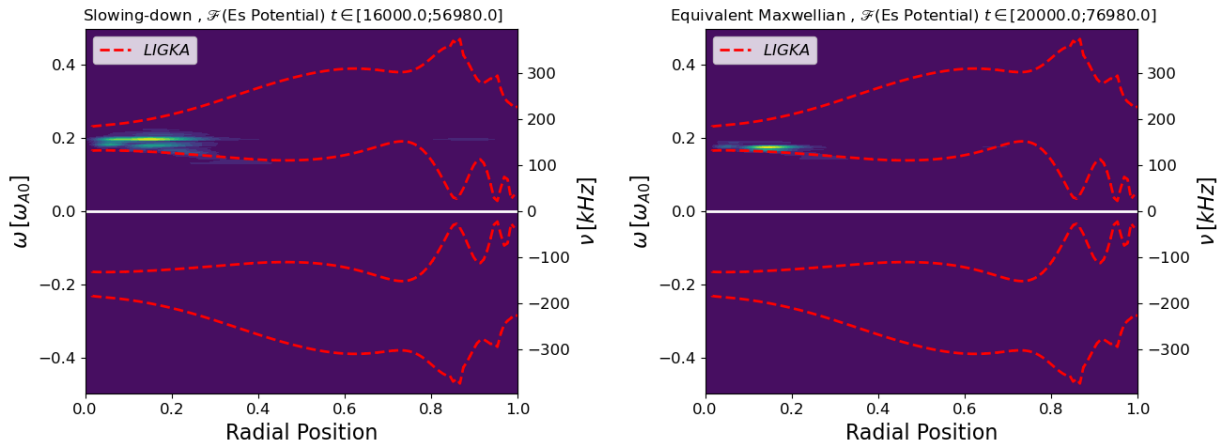 Slowing-down , ℱ(Es Potential) t ∈ [16000.0;56980.0]
LIGKA
0.4
0.2
0.0
−0.2
−0.4
ω [ω_A0]
300
200
100
0
−100
−200
−300
ν [kHz]
0.0 0.2 0.4 0.6 0.8 1.0
Radial Position
Equivalent Maxwellian , ℱ(Es Potential) t ∈ [20000.0;76980.0]
LIGKA
0.4
0.2
0.0
−0.2
−0.4
ω [ω_A0]
300
200
100
0
−100
−200
−300
ν [kHz]
0.0 0.2 0.4 0.6 0.8 1.0
Radial Position